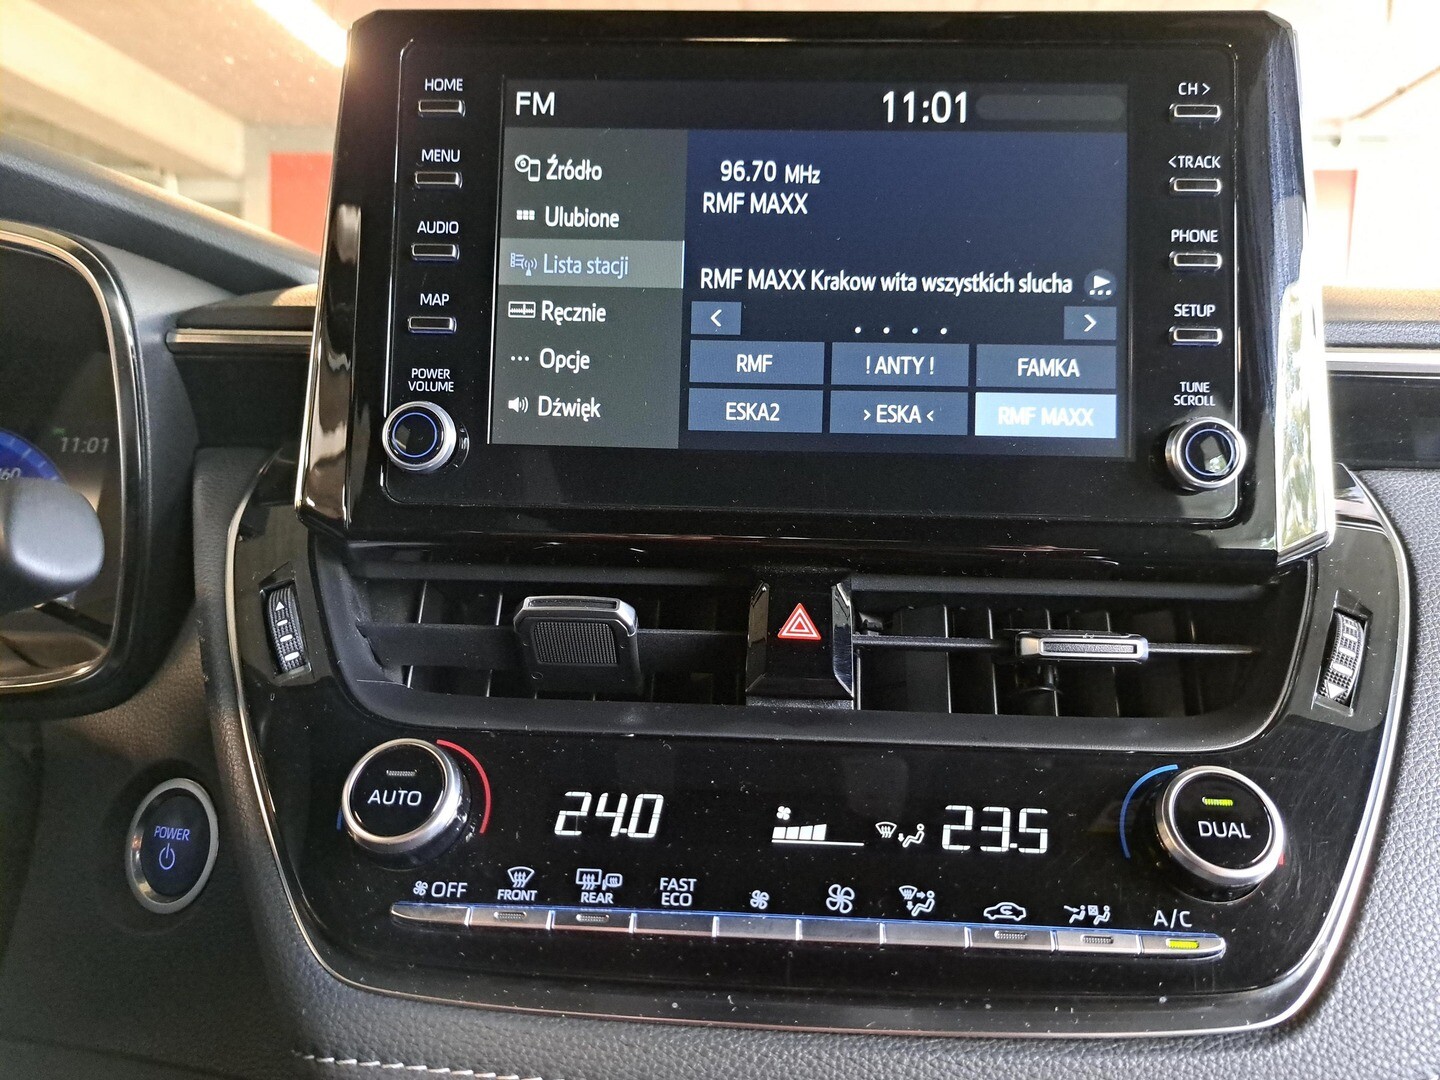 HOME
MENU
AUDIO
MAP
POWER
VOLUME
FM
11:01
Źródło
Ulubione
Lista stacji
Ręcznie
Opcje
Dźwięk
96.70 MHz
RMF MAXX
RMF MAXX Krakow wita wszystkich slucha
<
>
RMF
! ANTY !
FAMKA
ESKA2
> ESKA <
RMF MAXX
CH >
< TRACK
PHONE
SETUP
TUNE
SCROLL
11:01
POWER
AUTO
24.0
23.5
DUAL
OFF
FRONT
REAR
FAST
ECO
A/C